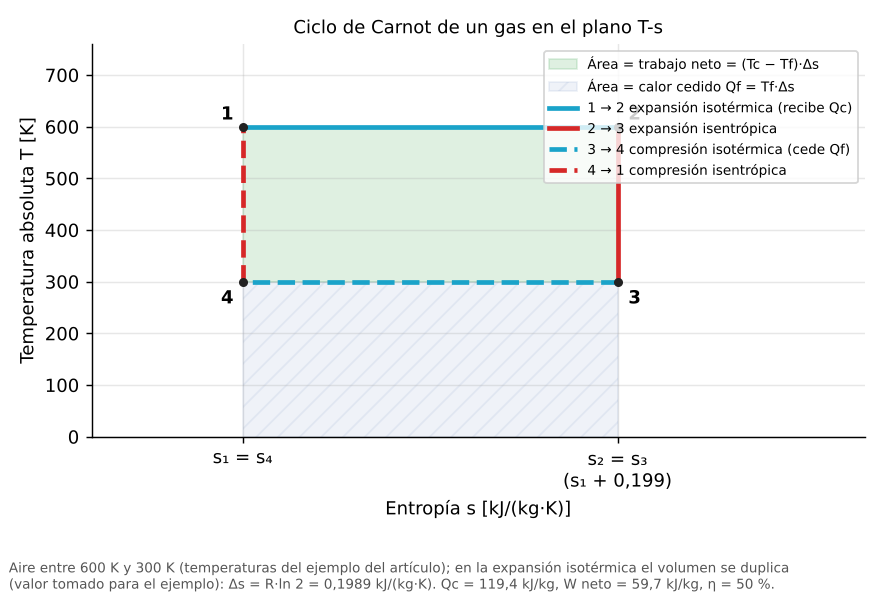 Ciclo de Carnot de un gas en el plano T-s
Temperatura absoluta T [K]
700
600
500
400
300
200
100
0
1
2
3
4
Área = trabajo neto = (Tc − Tf)·Δs
Área = calor cedido Qf = Tf·Δs
1 → 2 expansión isotérmica (recibe Qc)
2 → 3 expansión isentrópica
3 → 4 compresión isotérmica (cede Qf)
4 → 1 compresión isentrópica
s₁ = s₄
s₂ = s₃
(s₁ + 0,199)
Entropía s [kJ/(kg·K)]
Aire entre 600 K y 300 K (temperaturas del ejemplo del artículo); en la expansión isotérmica el volumen se duplica
(valor tomado para el ejemplo): Δs = R·ln 2 = 0,1989 kJ/(kg·K). Qc = 119,4 kJ/kg, W neto = 59,7 kJ/kg, η = 50 %.